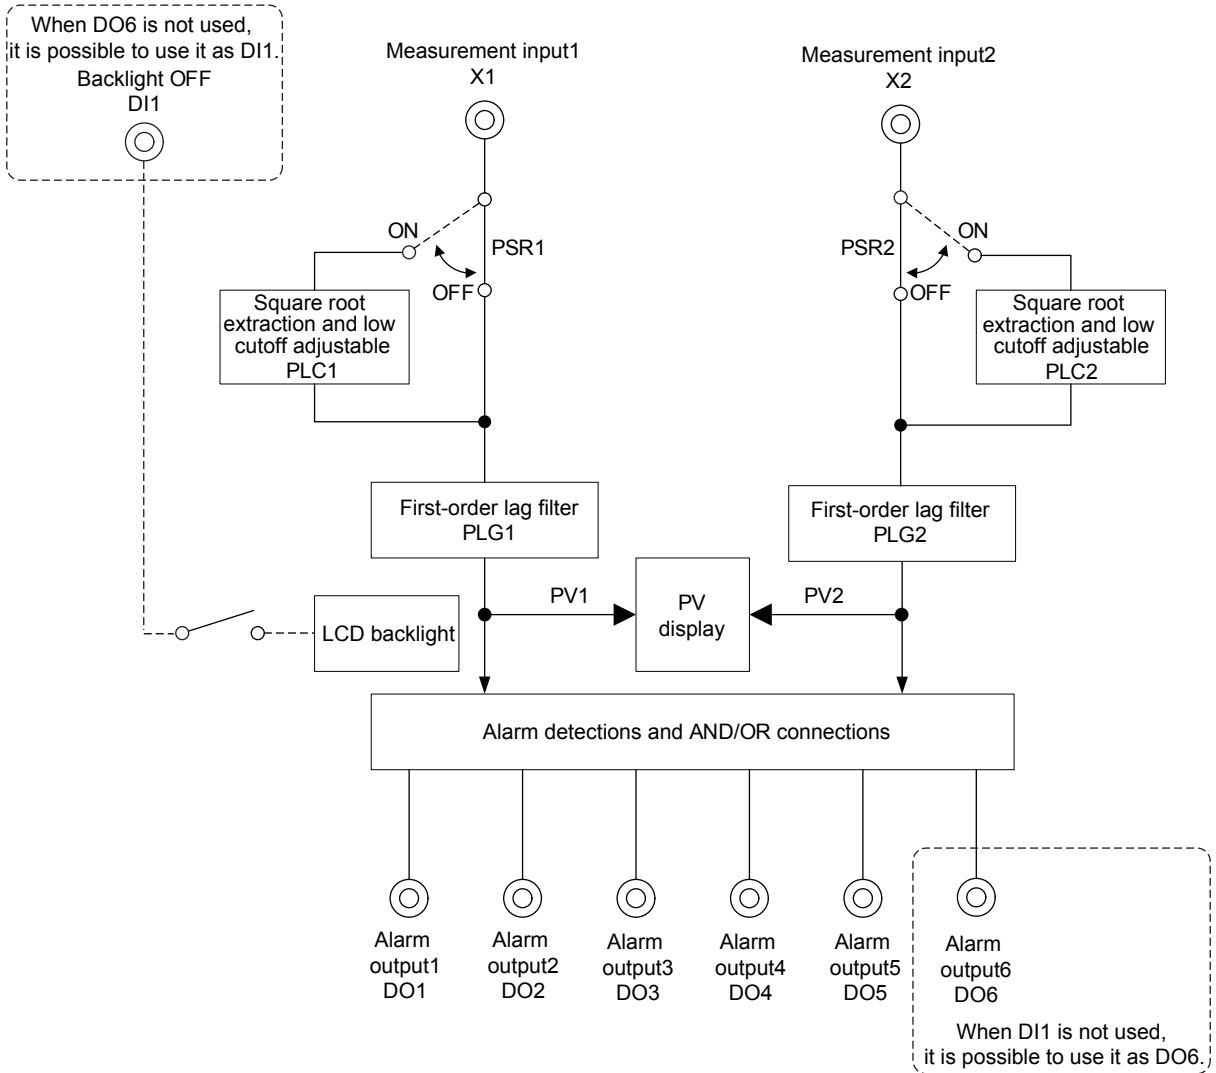 When DO6 is not used,
it is possible to use it as DI1.
Backlight OFF
DI1
Measurement input1
X1
Measurement input2
X2
ON
PSR1
OFF
Square root
extraction and low
cutoff adjustable
PLC1
PSR2
ON
OFF
Square root
extraction and low
cutoff adjustable
PLC2
First-order lag filter
PLG1
First-order lag filter
PLG2
LCD backlight
PV1
PV
display
PV2
Alarm detections and AND/OR connections
Alarm
output1
DO1
Alarm
output2
DO2
Alarm
output3
DO3
Alarm
output4
DO4
Alarm
output5
DO5
Alarm
output6
DO6
When DI1 is not used,
it is possible to use it as DO6.